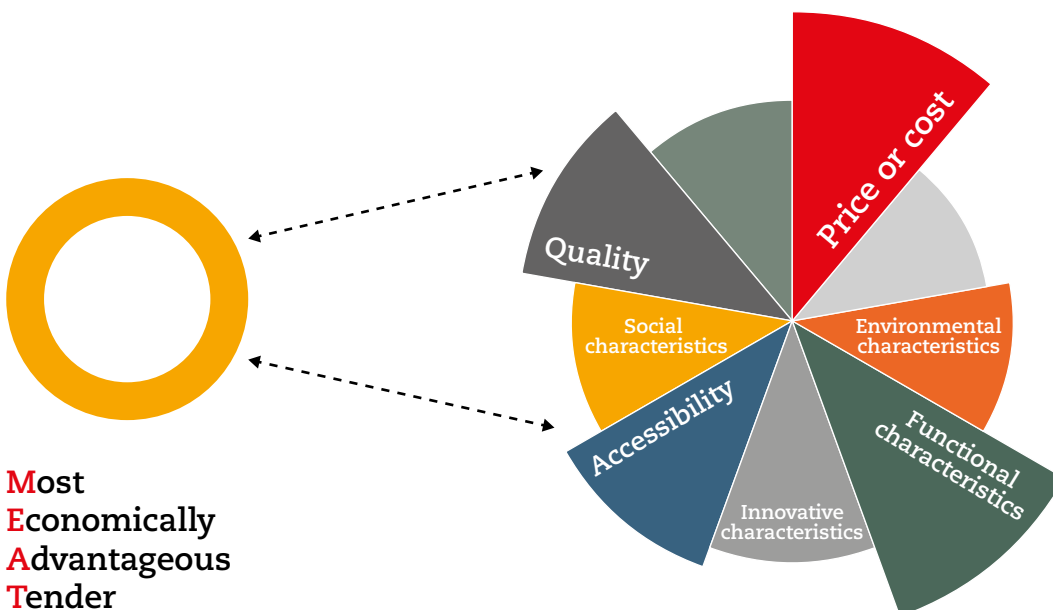 Price or cost
Quality
Social
characteristics
Environmental
characteristics
Accessibility
Functional
characteristics
Innovative
characteristics
Most
Economically
Advantageous
Tender